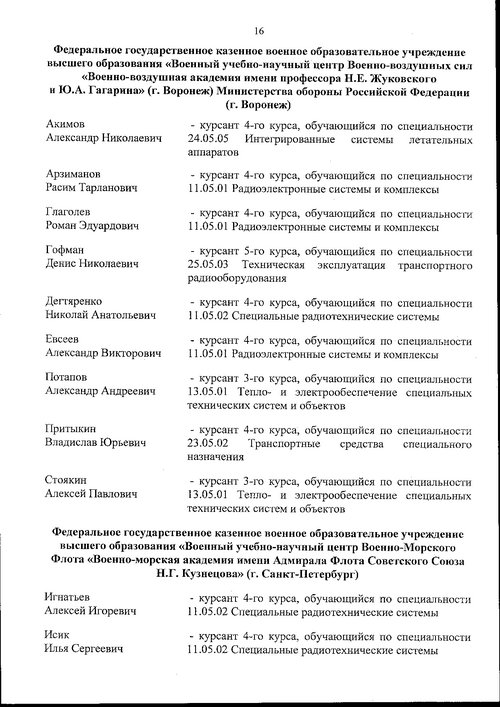 16
Федеральное государственное казенное военное образовательное учреждение
высшего образования «Военный учебно-научный центр Военно-воздушных сил
«Военно-воздушная академия имени профессора Н.Е. Жуковского
и Ю.А. Гагарина» (г. Воронеж) Министерства обороны Российской Федерации
(г. Воронеж)
Акимов - курсант 4-го курса, обучающийся по специальности
Александр Николаевич 24.05.05 Интегрированные системы летательных
аппаратов
Арзиманов - курсант 4-го курса, обучающийся по специальности
Расим Тарланович 11.05.01 Радиоэлектронные системы и комплексы
Глаголев - курсант 4-го курса, обучающийся по специальности
Роман Эдуардович 11.05.01 Радиоэлектронные системы и комплексы
Гофман - курсант 5-го курса, обучающийся по специальности
Денис Николаевич 25.05.03 Техническая эксплуатация транспортного
радиооборудования
Дегтяренко - курсант 4-го курса, обучающийся по специальности
Николай Анатольевич 11.05.02 Специальные радиотехнические системы
Евсеев - курсант 4-го курса, обучающийся по специальности
Александр Викторович 11.05.01 Радиоэлектронные системы и комплексы
Потапов - курсант 3-го курса, обучающийся по специальности
Александр Андреевич 13.05.01 Тепло- и электрообеспечение специальных
технических систем и объектов
Притыкин - курсант 4-го курса, обучающийся по специальности
Владислав Юрьевич 23.05.02 Транспортные средства специального
назначения
Стоякин - курсант 3-го курса, обучающийся по специальности
Алексей Павлович 13.05.01 Тепло- и электрообеспечение специальных
технических систем и объектов
Федеральное государственное казенное военное образовательное учреждение
высшего образования «Военный учебно-научный центр Военно-Морского
Флота «Военно-морская академия имени Адмирала Флота Советского Союза
Н.Г. Кузнецова» (г. Санкт-Петербург)
Игнатьев - курсант 4-го курса, обучающийся по специальности
Алексей Игоревич 11.05.02 Специальные радиотехнические системы
Исик - курсант 4-го курса, обучающийся по специальности
Илья Сергеевич 11.05.02 Специальные радиотехнические системы